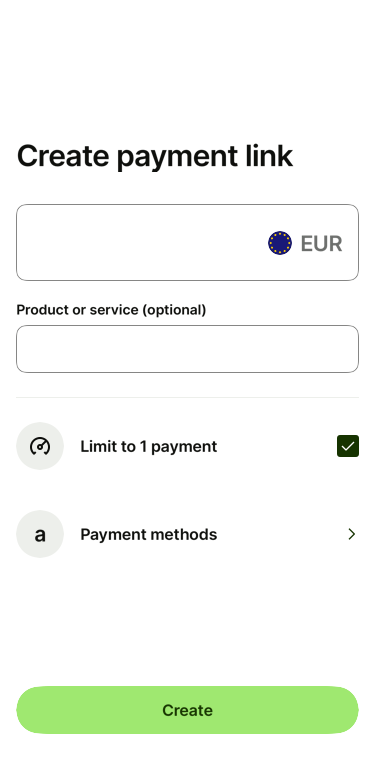 Create payment link
EUR
Product or service (optional)
Limit to 1 payment
a
Payment methods
Create